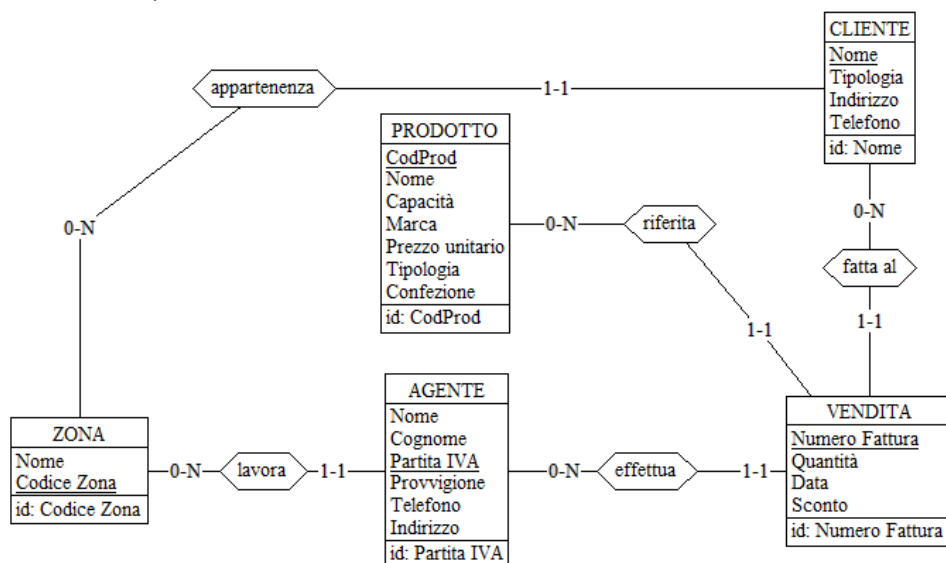 CLIENTE
Nome
Tipologia
Indirizzo
Telefono
id: Nome
appartenenza
1-1
0-N
PRODOTTO
CodProd
Nome
Capacità
Marca
Prezzo unitario
Tipologia
Confezione
id: CodProd
0-N
riferita
1-1
0-N
fatta al
1-1
ZONA
Nome
Codice Zona
id: Codice Zona
0-N
lavora
1-1
AGENTE
Nome
Cognome
Partita IVA
Provvigione
Telefono
Indirizzo
id: Partita IVA
0-N
effettua
1-1
VENDITA
Numero Fattura
Quantità
Data
Sconto
id: Numero Fattura